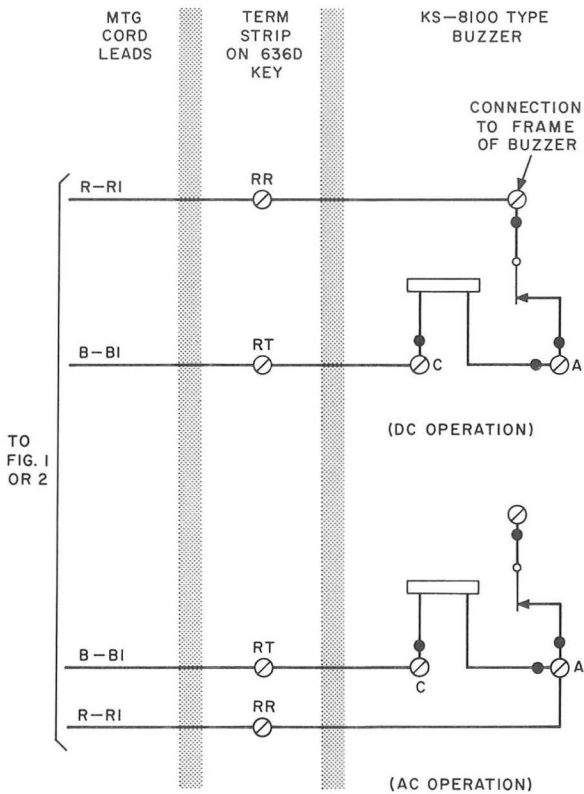 MTG
CORD
LEADS
TERM
STRIP
ON 636D
KEY
KS-8100 TYPE
BUZZER
CONNECTION
TO FRAME
OF BUZZER
R-R1
RR
B-B1
RT
C
A
(DC OPERATION)
TO
FIG. 1
OR 2
B-B1
RT
C
A
R-R1
RR
(AC OPERATION)